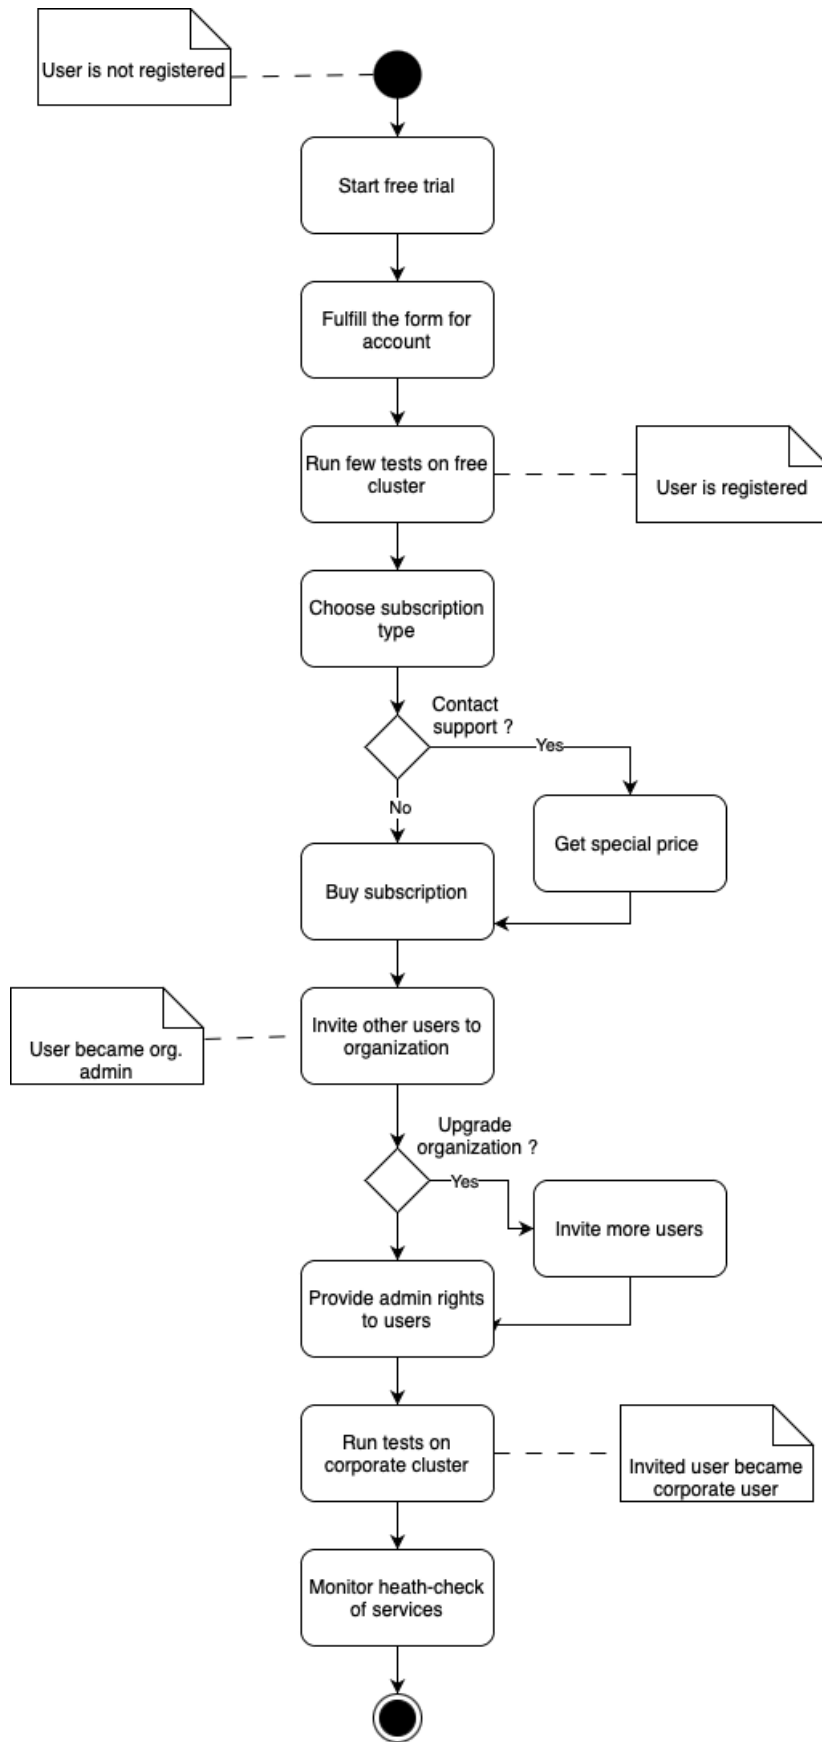 User is not registered
Start free trial
Fulfill the form for
account
Run few tests on free
cluster
User is registered
Choose subscription
type
Contact
support ?
Yes
No
Get special price
Buy subscription
Invite other users to
organization
User became org.
admin
Upgrade
organization ?
Yes
Invite more users
Provide admin rights
to users
Run tests on
corporate cluster
Invited user became
corporate user
Monitor heath-check
of services